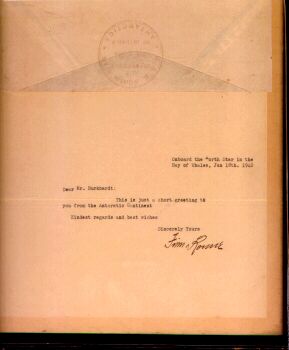 Onboard the North Star in the
Bay of Whales, Jan 18th, 1940
Dear Mr. Burkhardt:
This is just a short greeting to
you from the Antarctic Continent
Kindest regards and best wishes
Sincerely Yours